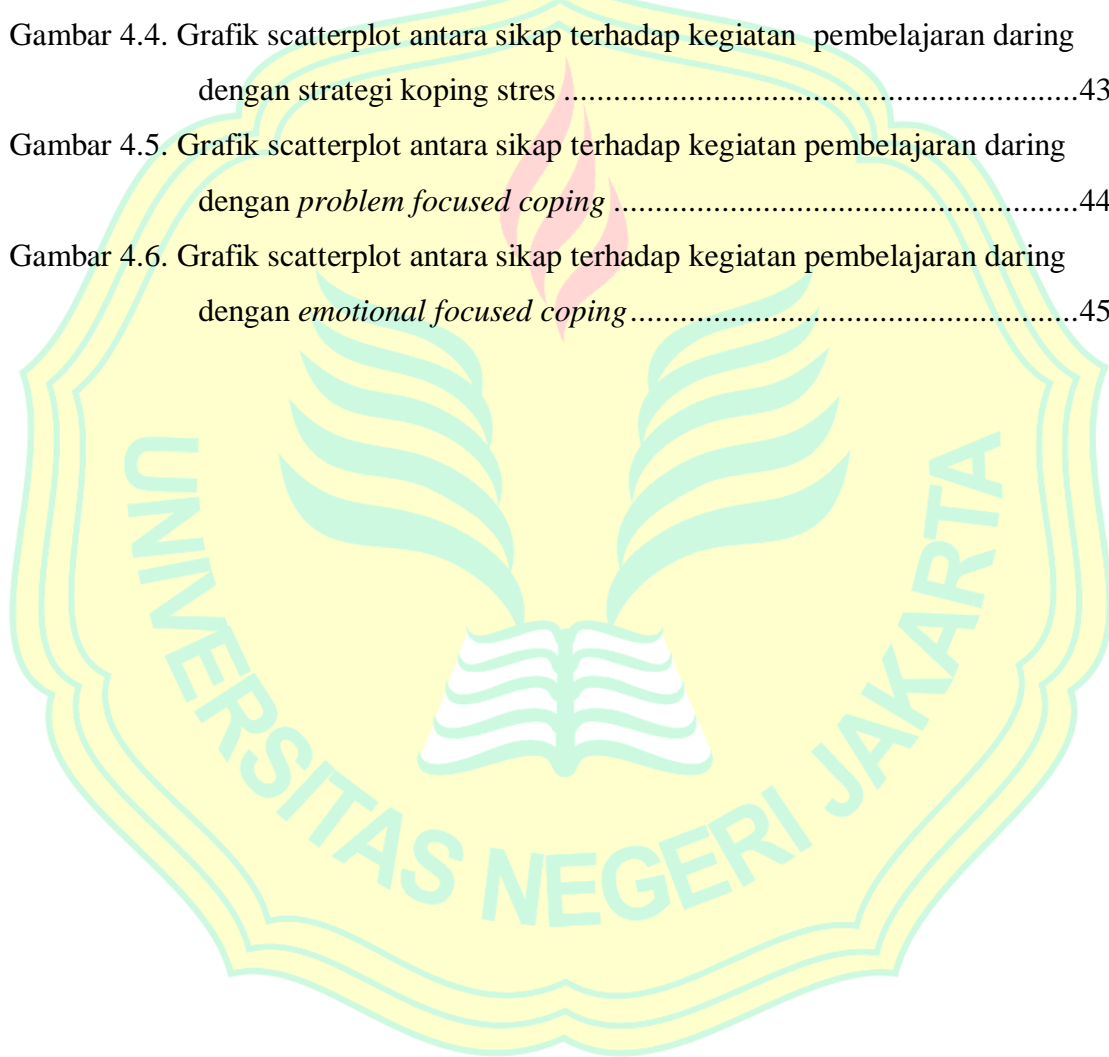 Gambar 4.4. Grafik scatterplot antara sikap terhadap kegiatan  pembelajaran daring
dengan strategi koping stres ..............................................................43
Gambar 4.5. Grafik scatterplot antara sikap terhadap kegiatan pembelajaran daring
dengan problem focused coping ........................................................44
Gambar 4.6. Grafik scatterplot antara sikap terhadap kegiatan pembelajaran daring
dengan emotional focused coping ......................................................45
UNIVERSITAS NEGERI JAKARTA